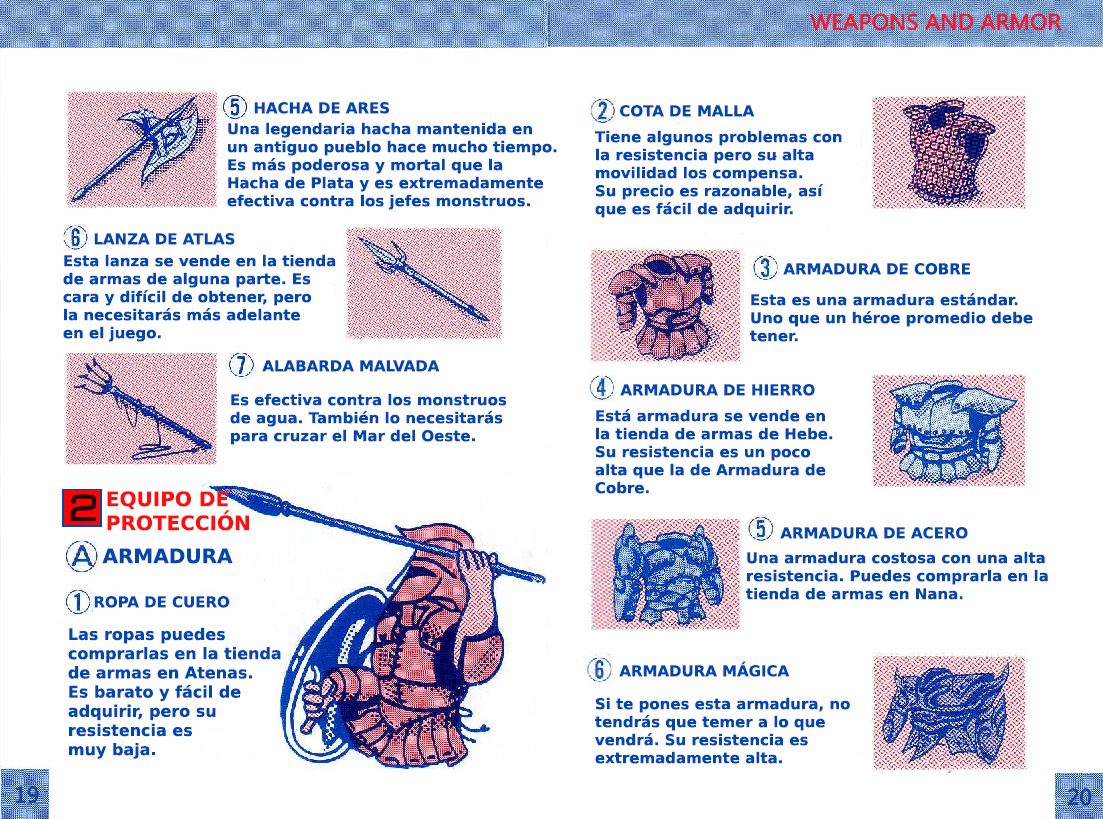 WEAPONS AND ARMOR
5 HACHA DE ARES
Una legendaria hacha mantenida en
un antiguo pueblo hace mucho tiempo.
Es más poderosa y mortal que la
Hacha de Plata y es extremadamente
efectiva contra los jefes monstruos.
6 LANZA DE ATLAS
Esta lanza se vende en la tienda
de armas de alguna parte. Es
cara y difícil de obtener, pero
la necesitarás más adelante
en el juego.
7 ALABARDA MALVADA
Es efectiva contra los monstruos
de agua. También lo necesitarás
para cruzar el Mar del Oeste.
2 EQUIPO DE
PROTECCIÓN
A ARMADURA
1 ROPA DE CUERO
Las ropas puedes
comprarlas en la tienda
de armas en Atenas.
Es barato y fácil de
adquirir, pero su
resistencia es
muy baja.
19
2 COTA DE MALLA
Tiene algunos problemas con
la resistencia pero su alta
movilidad los compensa.
Su precio es razonable, así
que es fácil de adquirir.
3 ARMADURA DE COBRE
Esta es una armadura estándar.
Uno que un héroe promedio debe
tener.
4 ARMADURA DE HIERRO
Está armadura se vende en
la tienda de armas de Hebe.
Su resistencia es un poco
alta que la de Armadura de
Cobre.
5 ARMADURA DE ACERO
Una armadura costosa con una alta
resistencia. Puedes comprarla en la
tienda de armas en Nana.
6 ARMADURA MÁGICA
Si te pones esta armadura, no
tendrás que temer a lo que
vendrá. Su resistencia es
extremadamente alta.
20